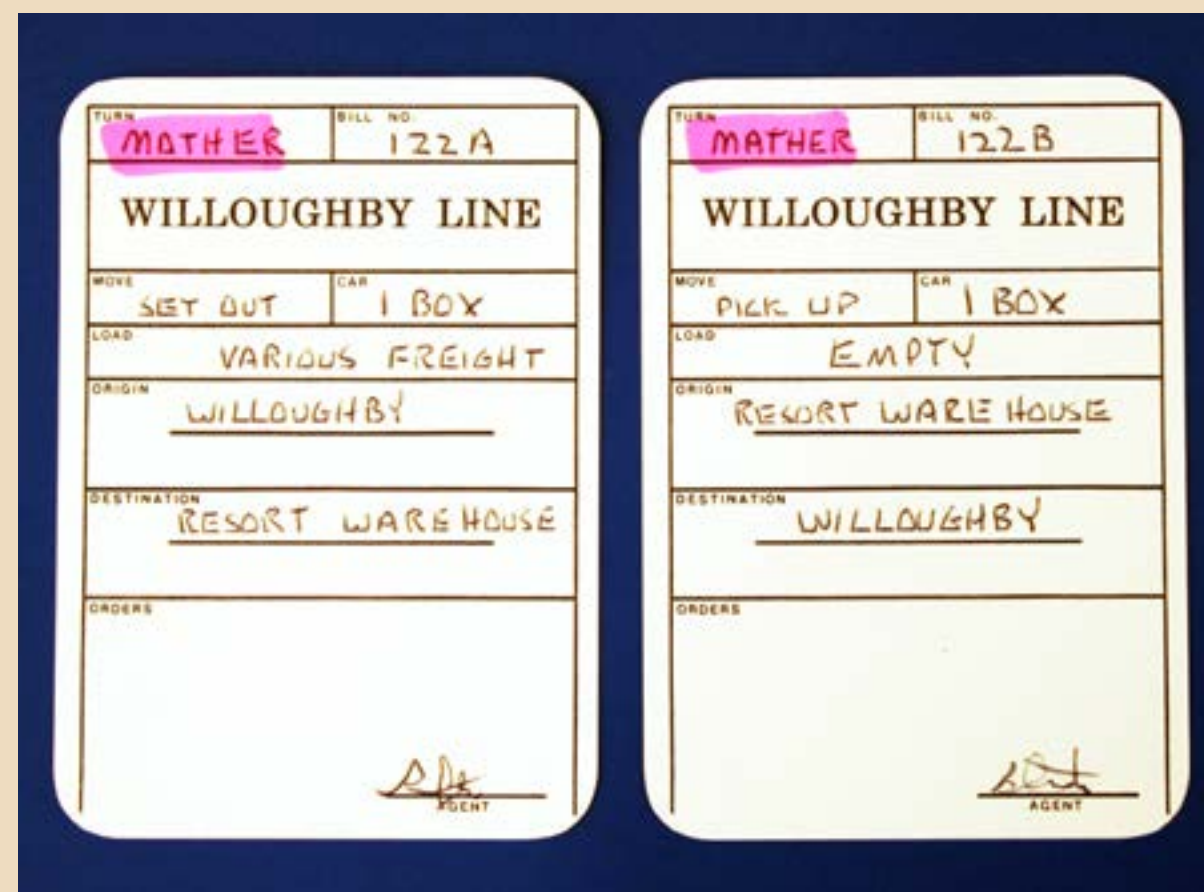 TURN
MATHER
BILL NO.
122A
WILLOUGHBY LINE
MOVE
SET OUT
CAR
1 BOX
LOAD
VARIOUS FREIGHT
ORIGIN
WILLOUGHBY
DESTINATION
RESORT WAREHOUSE
ORDERS
AGENT
TURN
MATHER
BILL NO.
122B
WILLOUGHBY LINE
MOVE
PICK UP
CAR
1 BOX
LOAD
EMPTY
ORIGIN
RESORT WARE HOUSE
DESTINATION
WILLOUGHBY
ORDERS
AGENT